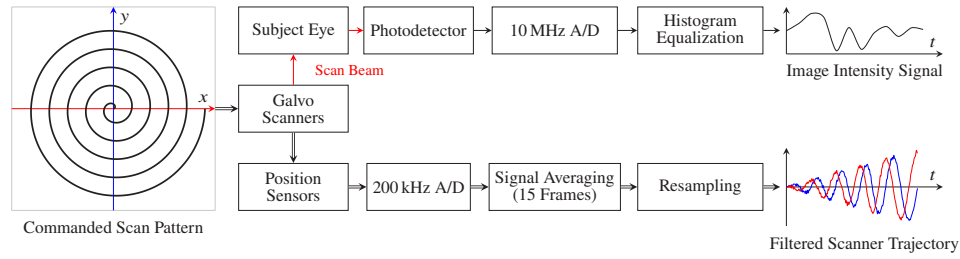 y
x
Commanded Scan Pattern
Subject Eye
Photodetector
10 MHz A/D
Histogram
Equalization
t
Image Intensity Signal
Scan Beam
Galvo
Scanners
Position
Sensors
200 kHz A/D
Signal Averaging
(15 Frames)
Resampling
t
Filtered Scanner Trajectory